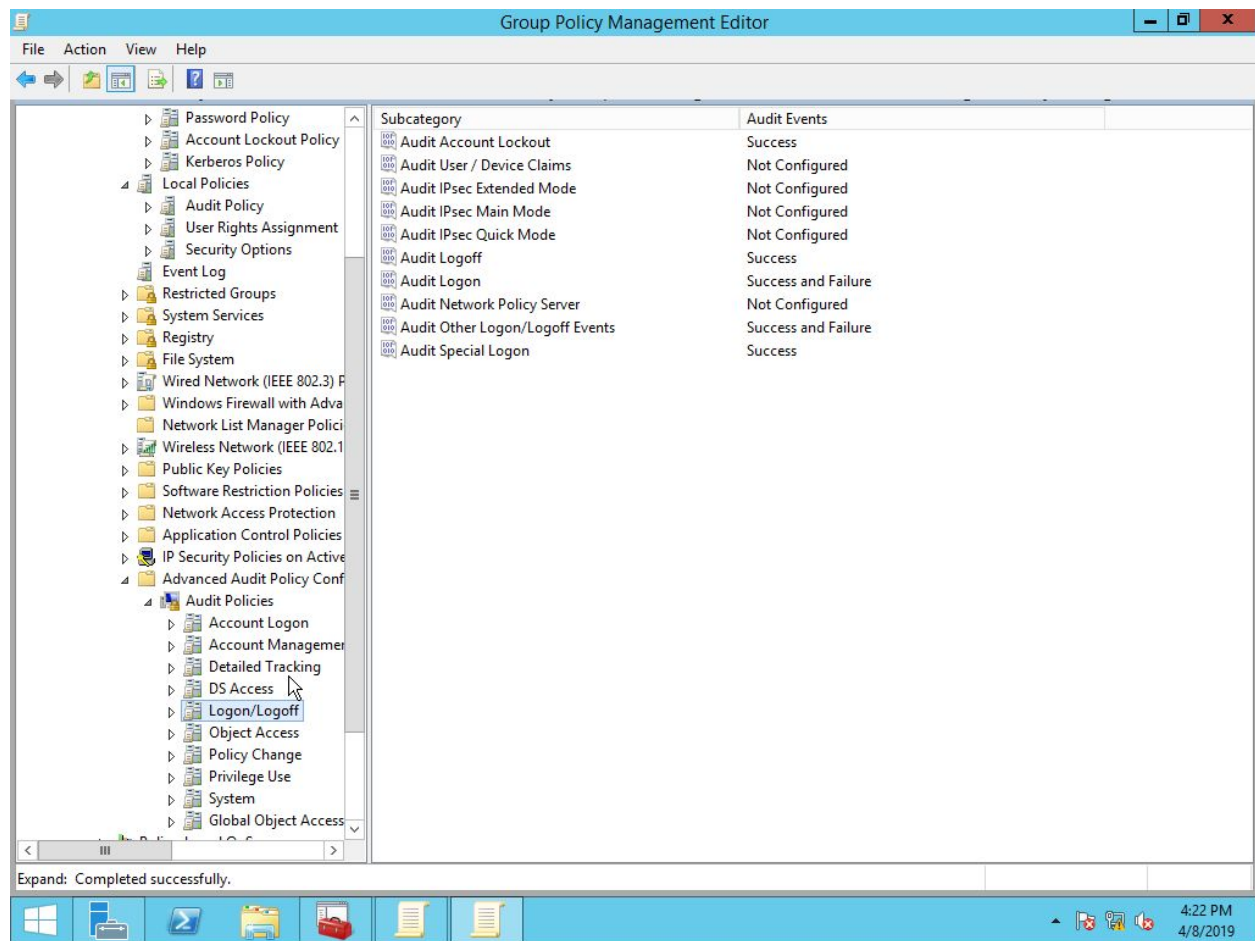 Group Policy Management Editor
File Action View Help
Password Policy
Account Lockout Policy
Kerberos Policy
Local Policies
Audit Policy
User Rights Assignment
Security Options
Event Log
Restricted Groups
System Services
Registry
File System
Wired Network (IEEE 802.3) P
Windows Firewall with Adva
Network List Manager Polici
Wireless Network (IEEE 802.1
Public Key Policies
Software Restriction Policies
Network Access Protection
Application Control Policies
IP Security Policies on Active
Advanced Audit Policy Conf
Audit Policies
Account Logon
Account Managemen
Detailed Tracking
DS Access
Logon/Logoff
Object Access
Policy Change
Privilege Use
System
Global Object Access
Subcategory Audit Events
Audit Account Lockout Success
Audit User / Device Claims Not Configured
Audit IPsec Extended Mode Not Configured
Audit IPsec Main Mode Not Configured
Audit IPsec Quick Mode Not Configured
Audit Logoff Success
Audit Logon Success and Failure
Audit Network Policy Server Not Configured
Audit Other Logon/Logoff Events Success and Failure
Audit Special Logon Success
Expand: Completed successfully.
4:22 PM
4/8/2019